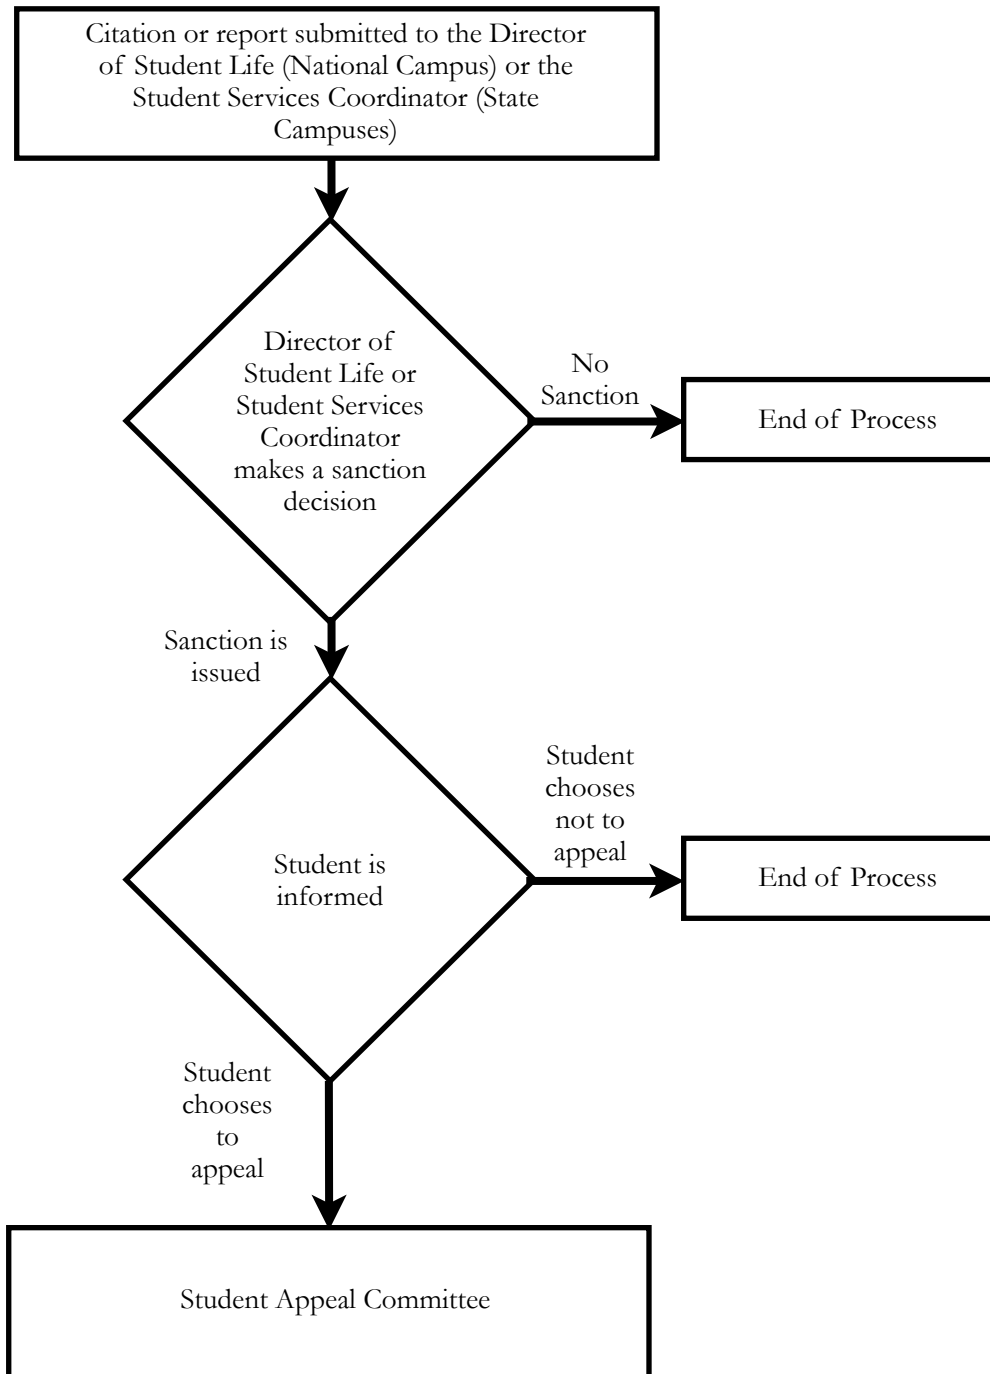 Citation or report submitted to the Director
of Student Life (National Campus) or the
Student Services Coordinator (State
Campuses)
Director of
Student Life or
Student Services
Coordinator
makes a sanction
decision
No
Sanction
End of Process
Sanction is
issued
Student is
informed
Student
chooses
not to
appeal
End of Process
Student
chooses
to
appeal
Student Appeal Committee